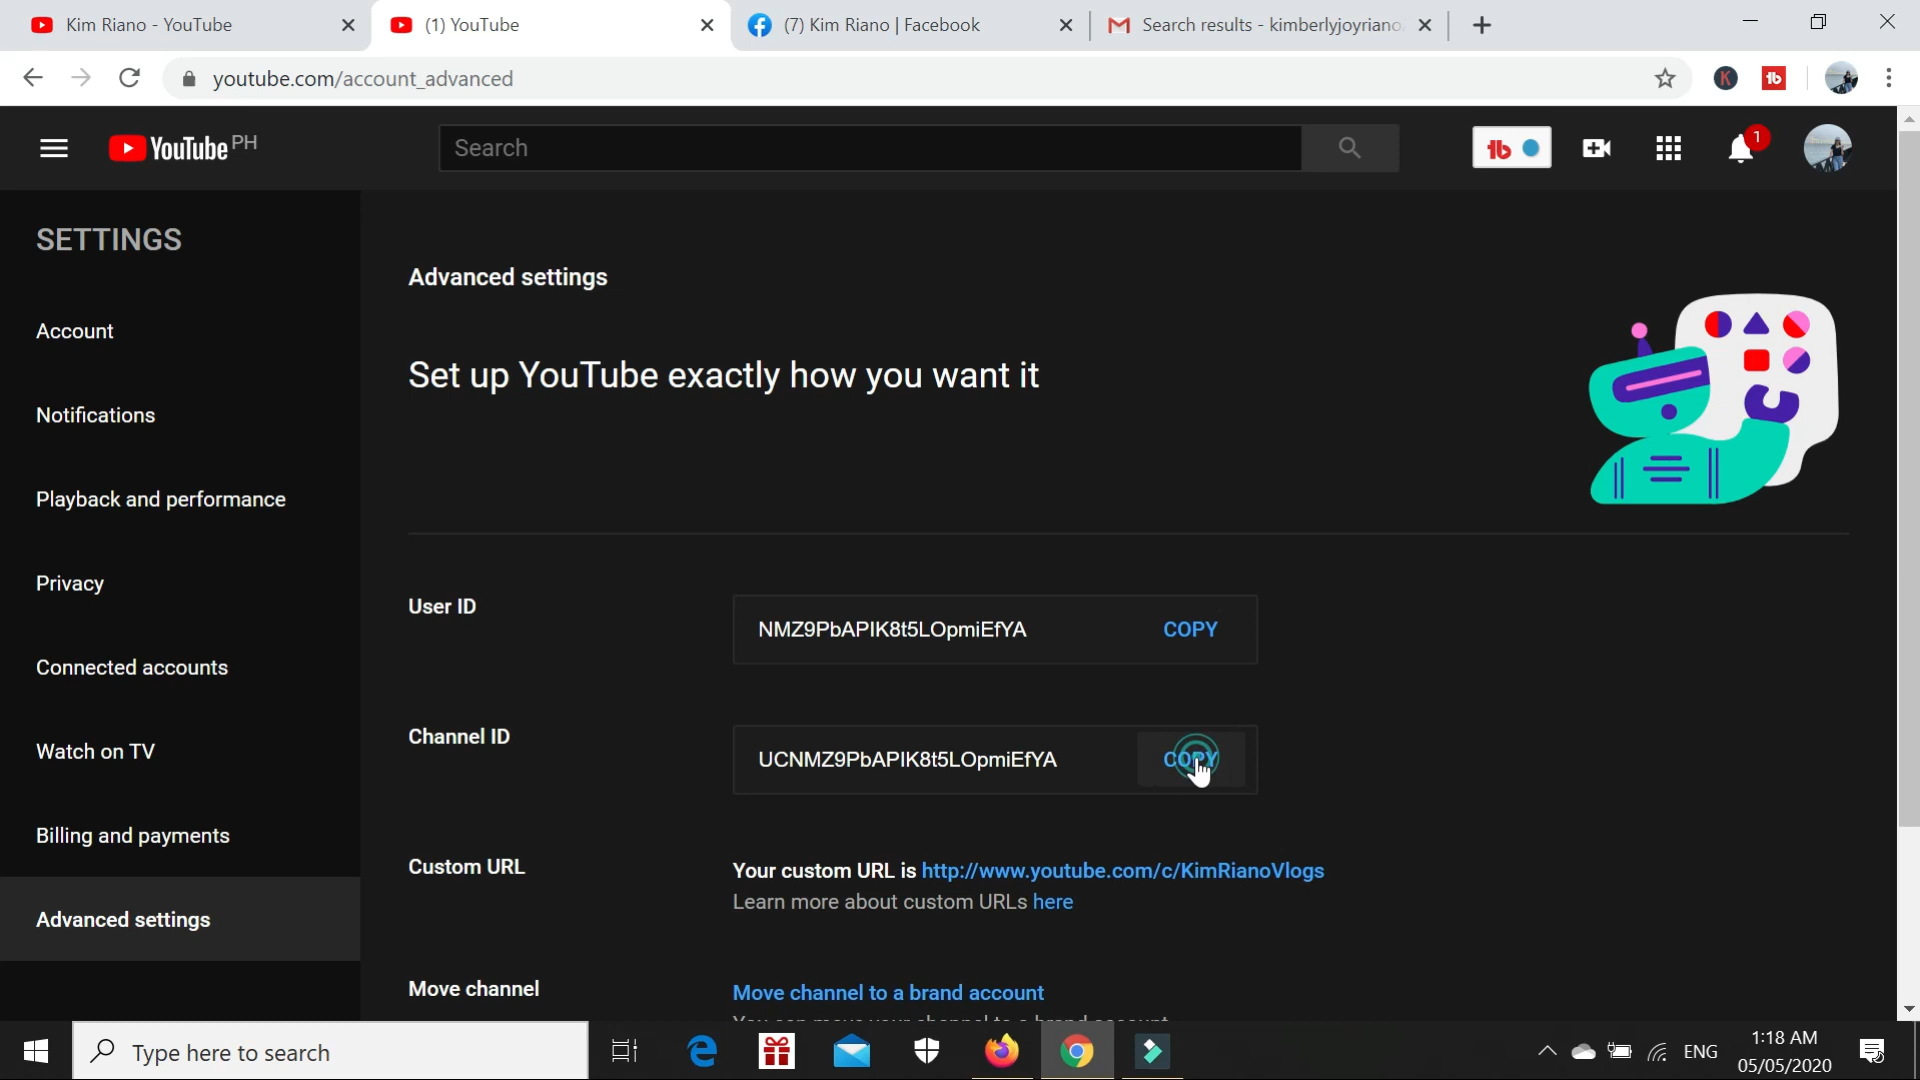 Kim Riano - YouTube
(1) YouTube
(7) Kim Riano | Facebook
Search results - kimberlyjoyriano
youtube.com/account_advanced
K
tb
YouTube PH
Search
tb
1
SETTINGS
Account
Notifications
Playback and performance
Privacy
Connected accounts
Watch on TV
Billing and payments
Advanced settings
Advanced settings
Set up YouTube exactly how you want it
User ID
NMZ9PbAPIK8t5LOpmiEfYA
COPY
Channel ID
UCNMZ9PbAPIK8t5LOpmiEfYA
COPY
Custom URL
Your custom URL is http://www.youtube.com/c/KimRianoVlogs
Learn more about custom URLs here
Move channel
Move channel to a brand account
Type here to search
ENG
1:18 AM
05/05/2020